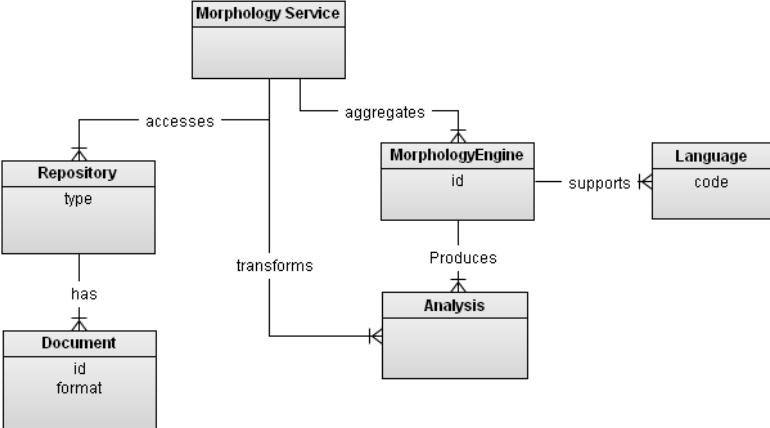 Morphology Service
accesses
aggregates
Repository
type
MorphologyEngine
id
supports
Language
code
transforms
Produces
has
Analysis
Document
id
format